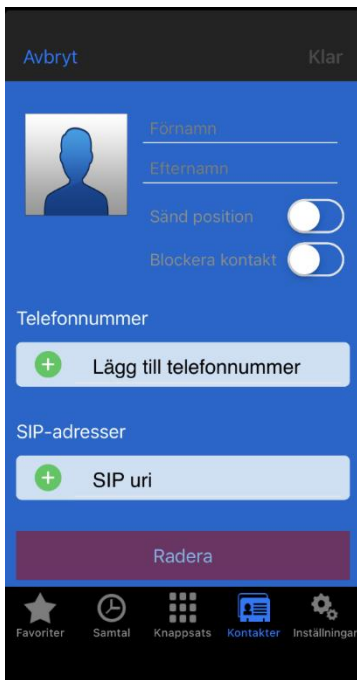 Avbryt Klar
Förnamn
Efternamn
Sänd position
Blockera kontakt
Telefonnummer
Lägg till telefonnummer
SIP-adresser
SIP uri
Radera
Favoriter Samtal Knappsats Kontakter Inställningar